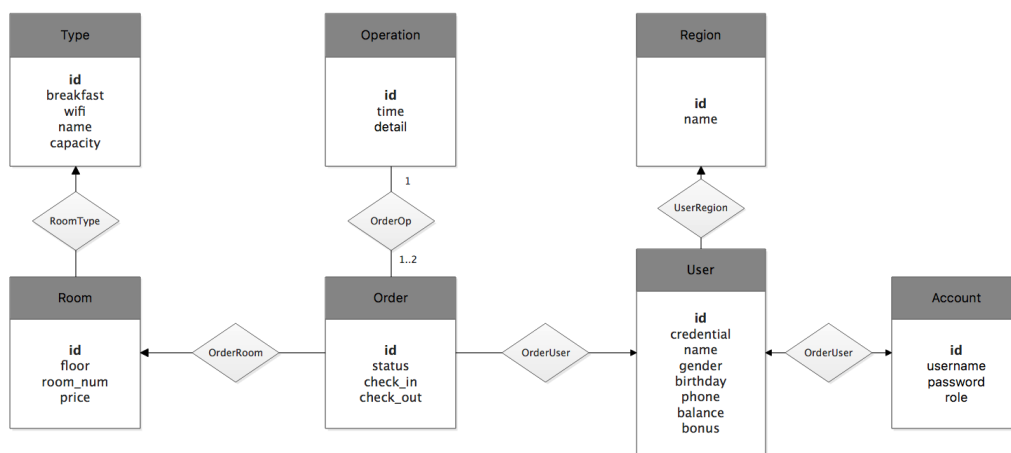 Type
id
breakfast
wifi
name
capacity
Operation
id
time
detail
Region
id
name
RoomType
1
OrderOp
1..2
UserRegion
Room
id
floor
room_num
price
OrderRoom
Order
id
status
check_in
check_out
OrderUser
User
id
credential
name
gender
birthday
phone
balance
bonus
OrderUser
Account
id
username
password
role